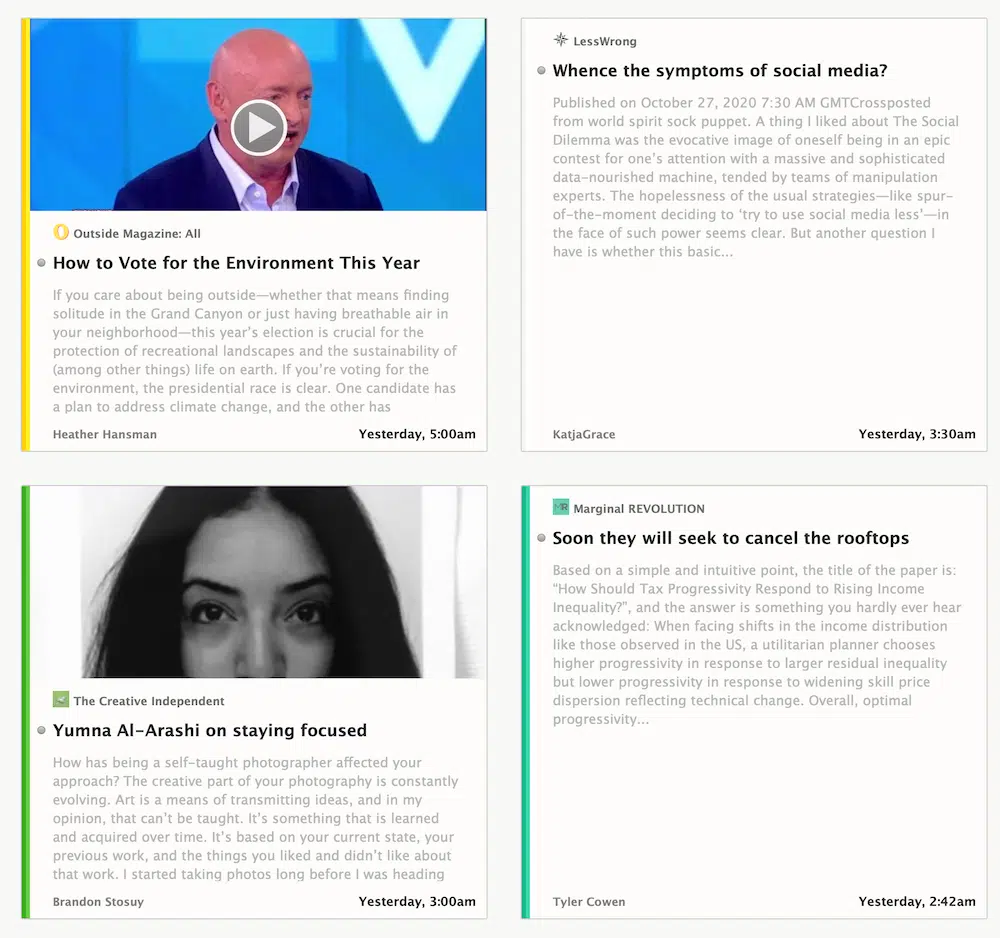 Outside Magazine: All
How to Vote for the Environment This Year
If you care about being outside—whether that means finding
solitude in the Grand Canyon or just having breathable air in
your neighborhood—this year’s election is crucial for the
protection of recreational landscapes and the sustainability of
(among other things) life on earth. If you’re voting for the
environment, the presidential race is clear. One candidate has
a plan to address climate change, and the other has
Heather Hansman
Yesterday, 5:00am
LessWrong
Whence the symptoms of social media?
Published on October 27, 2020 7:30 AM GMTCrossposted
from world spirit sock puppet. A thing I liked about The Social
Dilemma was the evocative image of oneself being in an epic
contest for one’s attention with a massive and sophisticated
data-nourished machine, tended by teams of manipulation
experts. The hopelessness of the usual strategies—like spur-
of-the-moment deciding to ‘try to use social media less’—in
the face of such power seems clear. But another question I
have is whether this basic...
KatjaGrace
Yesterday, 3:30am
The Creative Independent
Yumna Al-Arashi on staying focused
How has being a self-taught photographer affected your
approach? The creative part of your photography is constantly
evolving. Art is a means of transmitting ideas, and in my
opinion, that can’t be taught. It’s something that is learned
and acquired over time. It’s based on your current state, your
previous work, and the things you liked and didn’t like about
that work. I started taking photos long before I was heading
Brandon Stosuy
Yesterday, 3:00am
MR
Marginal REVOLUTION
Soon they will seek to cancel the rooftops
Based on a simple and intuitive point, the title of the paper is:
“How Should Tax Progressivity Respond to Rising Income
Inequality?”, and the answer is something you hardly ever hear
acknowledged: When facing shifts in the income distribution
like those observed in the US, a utilitarian planner chooses
higher progressivity in response to larger residual inequality
but lower progressivity in response to widening skill price
dispersion reflecting technical change. Overall, optimal
progressivity...
Tyler Cowen
Yesterday, 2:42am